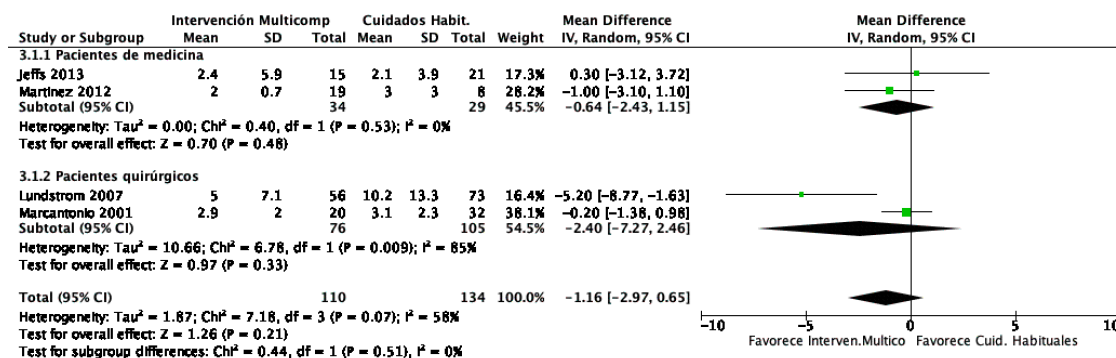 Intervención Multicomp Cuidados Habit. Mean Difference Mean Difference
Study or Subgroup Mean SD Total Mean SD Total Weight IV, Random, 95% CI IV, Random, 95% CI
3.1.1 Pacientes de medicina
Jeffs 2013 2.4 5.9 15 2.1 3.9 21 17.3% 0.30 [-3.12, 3.72]
Martinez 2012 2 0.7 19 3 3 8 28.2% -1.00 [-3.10, 1.10]
Subtotal (95% CI) 34 29 45.5% -0.64 [-2.43, 1.15]
Heterogeneity: Tau² = 0.00; Chi² = 0.40, df = 1 (P = 0.53); I² = 0%
Test for overall effect: Z = 0.70 (P = 0.48)
3.1.2 Pacientes quirúrgicos
Lundstrom 2007 5 7.1 56 10.2 13.3 73 16.4% -5.20 [-8.77, -1.63]
Marcantonio 2001 2.9 2 20 3.1 2.3 32 38.1% -0.20 [-1.38, 0.98]
Subtotal (95% CI) 76 105 54.5% -2.40 [-7.27, 2.46]
Heterogeneity: Tau² = 10.66; Chi² = 6.78, df = 1 (P = 0.009); I² = 85%
Test for overall effect: Z = 0.97 (P = 0.33)
Total (95% CI) 110 134 100.0% -1.16 [-2.97, 0.65]
Heterogeneity: Tau² = 1.87; Chi² = 7.18, df = 3 (P = 0.07); I² = 58%
Test for overall effect: Z = 1.26 (P = 0.21)
Test for subgroup differences: Chi² = 0.44, df = 1 (P = 0.51), I² = 0%
-10 -5 0 5 10
Favorece Interven.Multico Favorece Cuid. Habituales